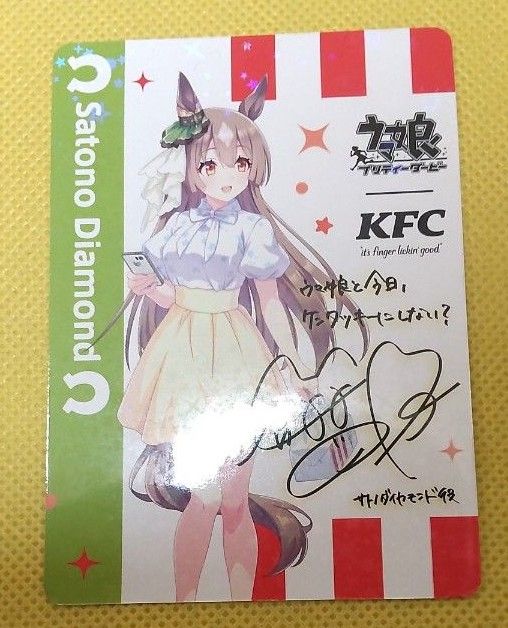 Satono Diamond
ウマ娘
プリティーダービー
KFC
'it's finger lickin' good'
ウマ娘と今日、
ケンタッキーにしない？
サトノダイヤモンド役